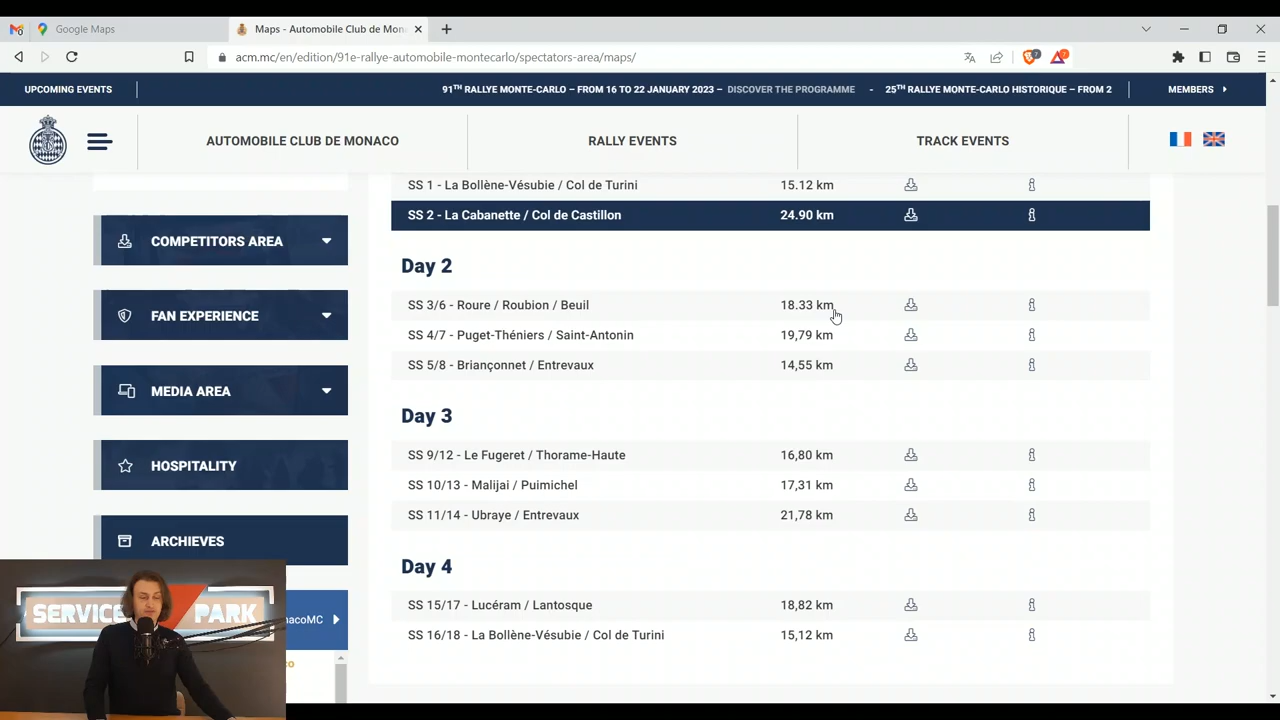 Google Maps
Maps - Automobile Club de Mona
acm.mc/en/edition/91e-rallye-automobile-montecarlo/spectators-area/maps/
UPCOMING EVENTS
91TH RALLYE MONTE-CARLO – FROM 16 TO 22 JANUARY 2023 – DISCOVER THE PROGRAMME - 25TH RALLYE MONTE-CARLO HISTORIQUE – FROM 2
MEMBERS
AUTOMOBILE CLUB DE MONACO
RALLY EVENTS
TRACK EVENTS
SS 1 - La Bollène-Vésubie / Col de Turini 15.12 km
SS 2 - La Cabanette / Col de Castillon 24.90 km
COMPETITORS AREA
Day 2
SS 3/6 - Roure / Roubion / Beuil 18.33 km
FAN EXPERIENCE
SS 4/7 - Puget-Théniers / Saint-Antonin 19,79 km
SS 5/8 - Briançonnet / Entrevaux 14,55 km
MEDIA AREA
Day 3
SS 9/12 - Le Fugeret / Thorame-Haute 16,80 km
HOSPITALITY
SS 10/13 - Malijai / Puimichel 17,31 km
SS 11/14 - Ubraye / Entrevaux 21,78 km
ARCHIEVES
Day 4
SS 15/17 - Lucéram / Lantosque 18,82 km
SS 16/18 - La Bollène-Vésubie / Col de Turini 15,12 km
SERVICE PARK
nacoMC
co